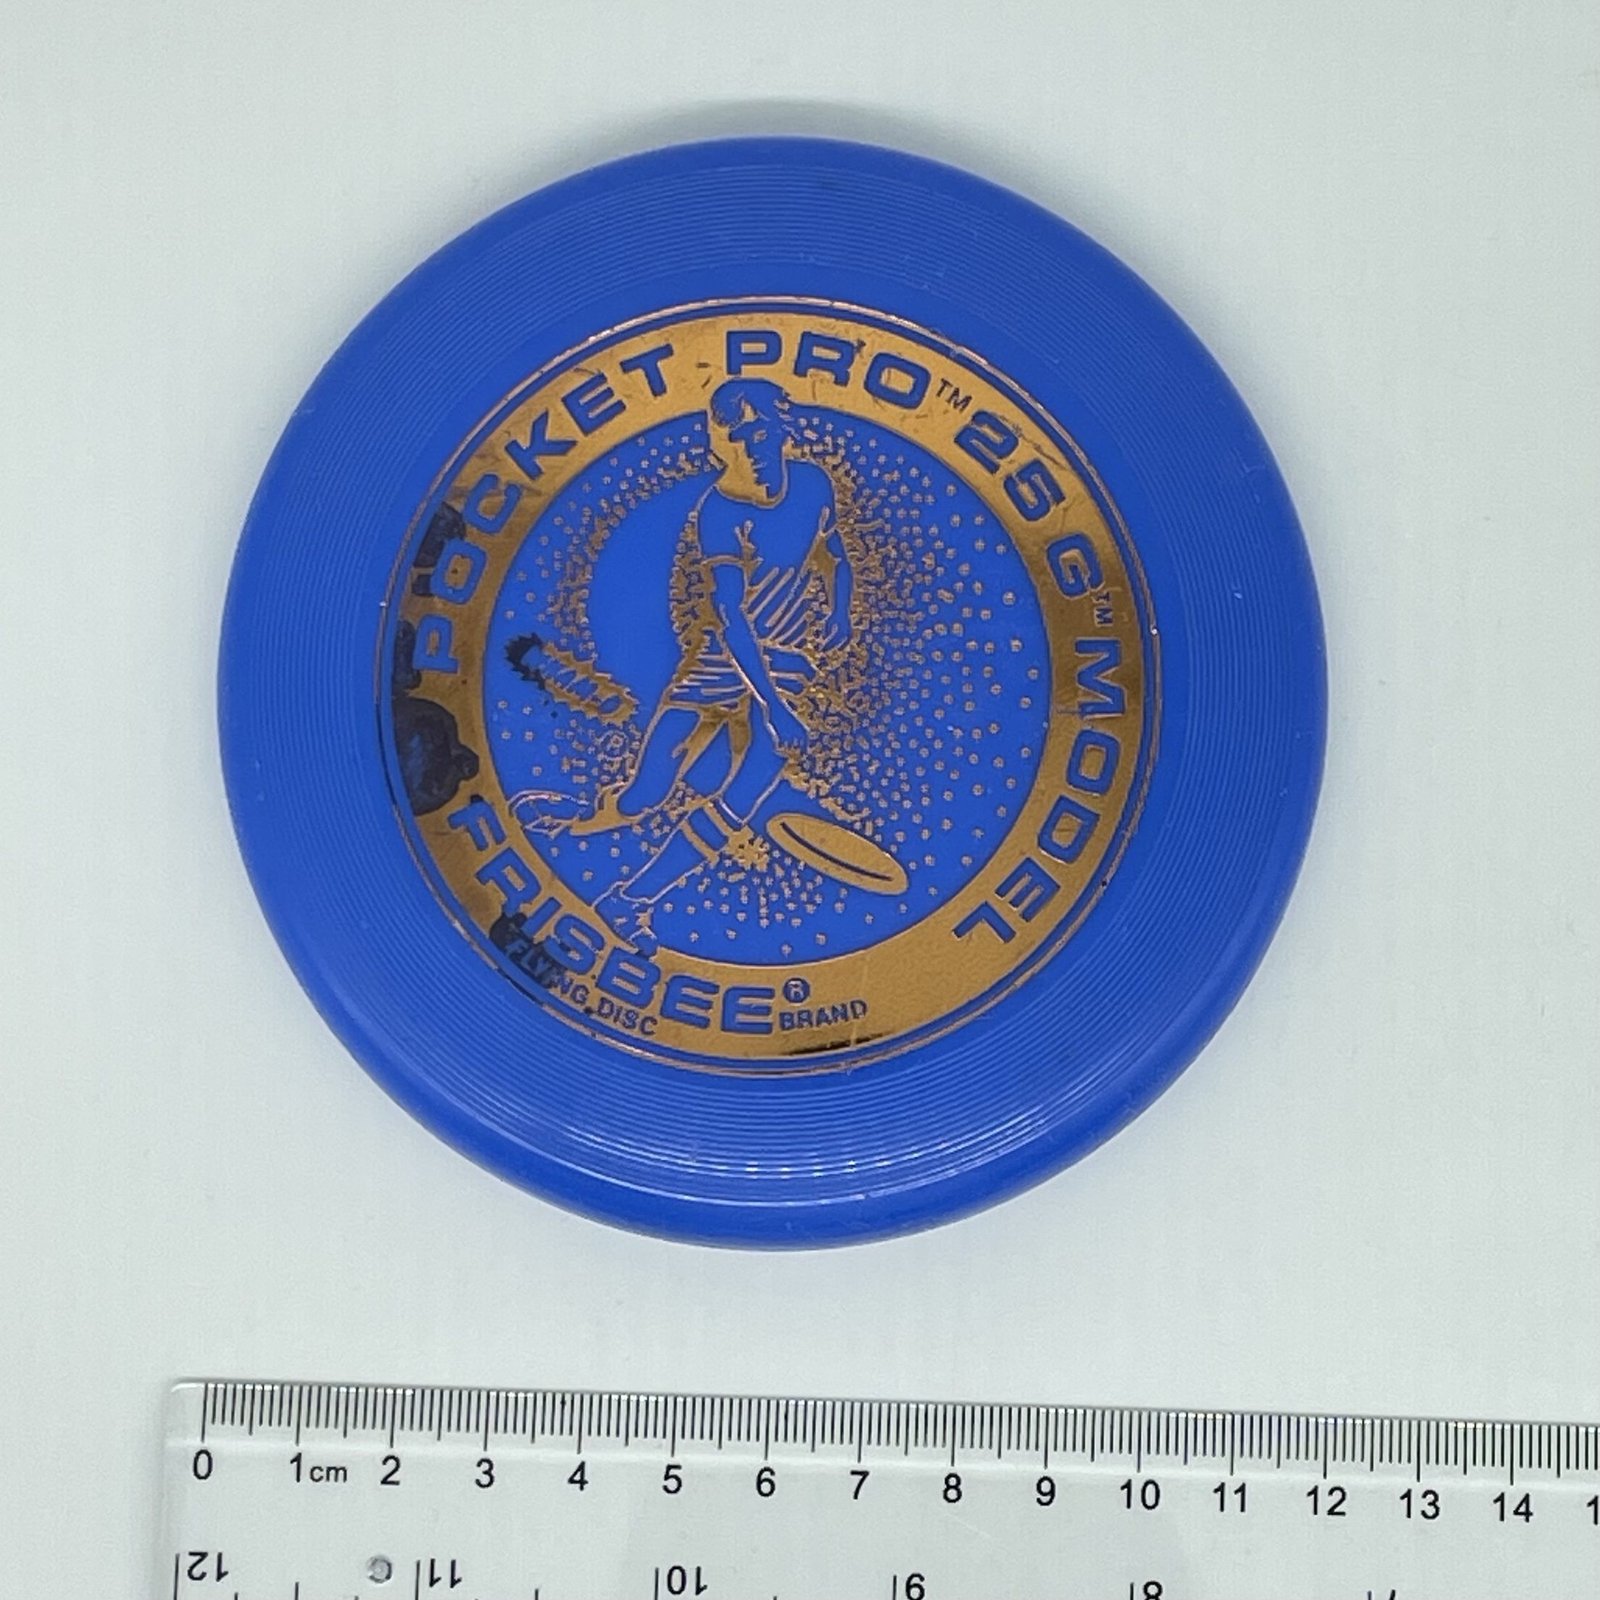 POCKET PRO™ 25 G™ MODEL
FRISBEE® BRAND
FLYING DISC
®
0 1cm 2 3 4 5 6 7 8 9 10 11 12 13 14
12 11 10 9 8